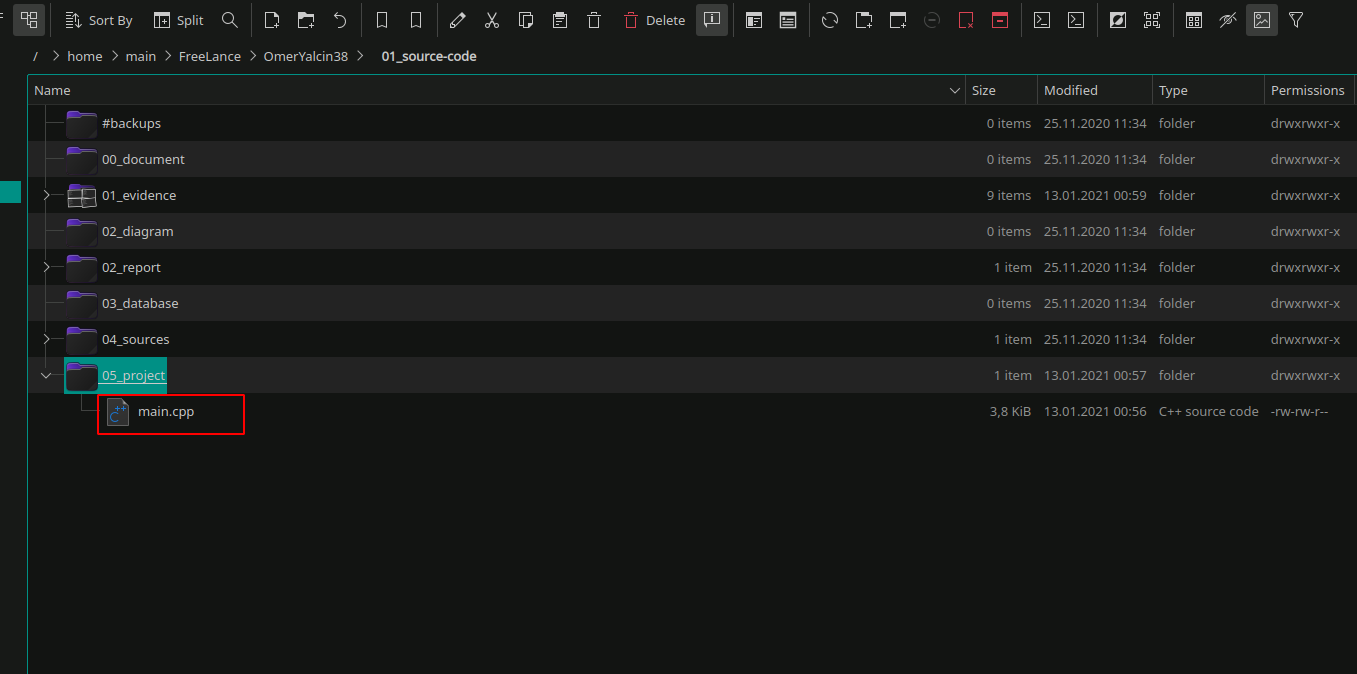 Sort By Split Delete
/ home main FreeLance OmerYalcin38 01_source-code
Name Size Modified Type Permissions
#backups 0 items 25.11.2020 11:34 folder drwxrwxr-x
00_document 0 items 25.11.2020 11:34 folder drwxrwxr-x
01_evidence 9 items 13.01.2021 00:59 folder drwxrwxr-x
02_diagram 0 items 25.11.2020 11:34 folder drwxrwxr-x
02_report 1 item 25.11.2020 11:34 folder drwxrwxr-x
03_database 0 items 25.11.2020 11:34 folder drwxrwxr-x
04_sources 1 item 25.11.2020 11:34 folder drwxrwxr-x
05_project 1 item 13.01.2021 00:57 folder drwxrwxr-x
main.cpp 3,8 KiB 13.01.2021 00:56 C++ source code -rw-rw-r--